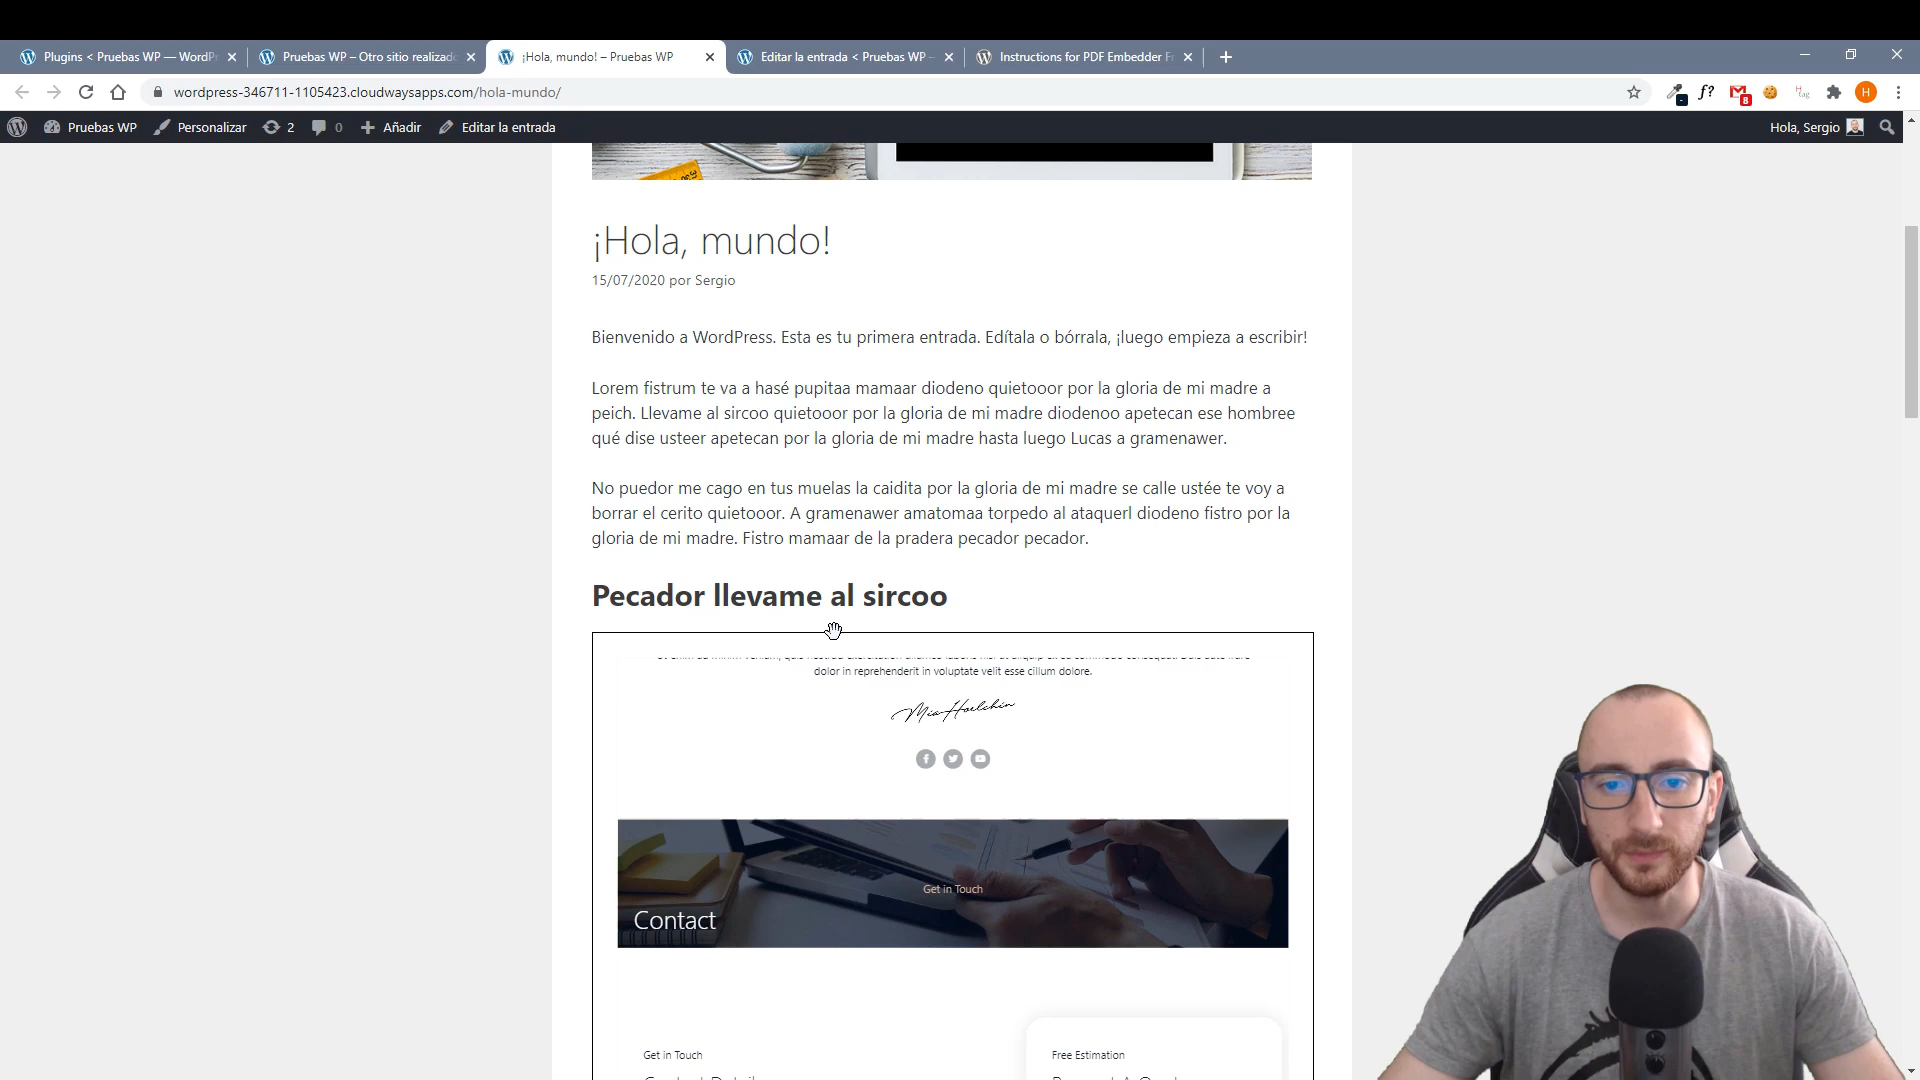 Plugins < Pruebas WP — WordP
Pruebas WP – Otro sitio realizado
¡Hola, mundo! – Pruebas WP
Editar la entrada < Pruebas WP –
Instructions for PDF Embedder Fr
wordpress-346711-1105423.cloudwaysapps.com/hola-mundo/
f?
8
H
Pruebas WP
Personalizar
2
0
Añadir
Editar la entrada
Hola, Sergio
¡Hola, mundo!
15/07/2020 por Sergio
Bienvenido a WordPress. Esta es tu primera entrada. Edítala o bórrala, ¡luego empieza a escribir!
Lorem fistrum te va a hasé pupitaa mamaar diodeno quietooor por la gloria de mi madre a
peich. Llevame al sircoo quietooor por la gloria de mi madre diodenoo apetecan ese hombree
qué dise usteer apetecan por la gloria de mi madre hasta luego Lucas a gramenawer.
No puedor me cago en tus muelas la caidita por la gloria de mi madre se calle ustée te voy a
borrar el cerito quietooor. A gramenawer amatomaa torpedo al ataquerl diodeno fistro por la
gloria de mi madre. Fistro mamaar de la pradera pecador pecador.
Pecador llevame al sircoo
dolor in reprehenderit in voluptate velit esse cillum dolore.
Get in Touch
Contact
Get in Touch
Free Estimation